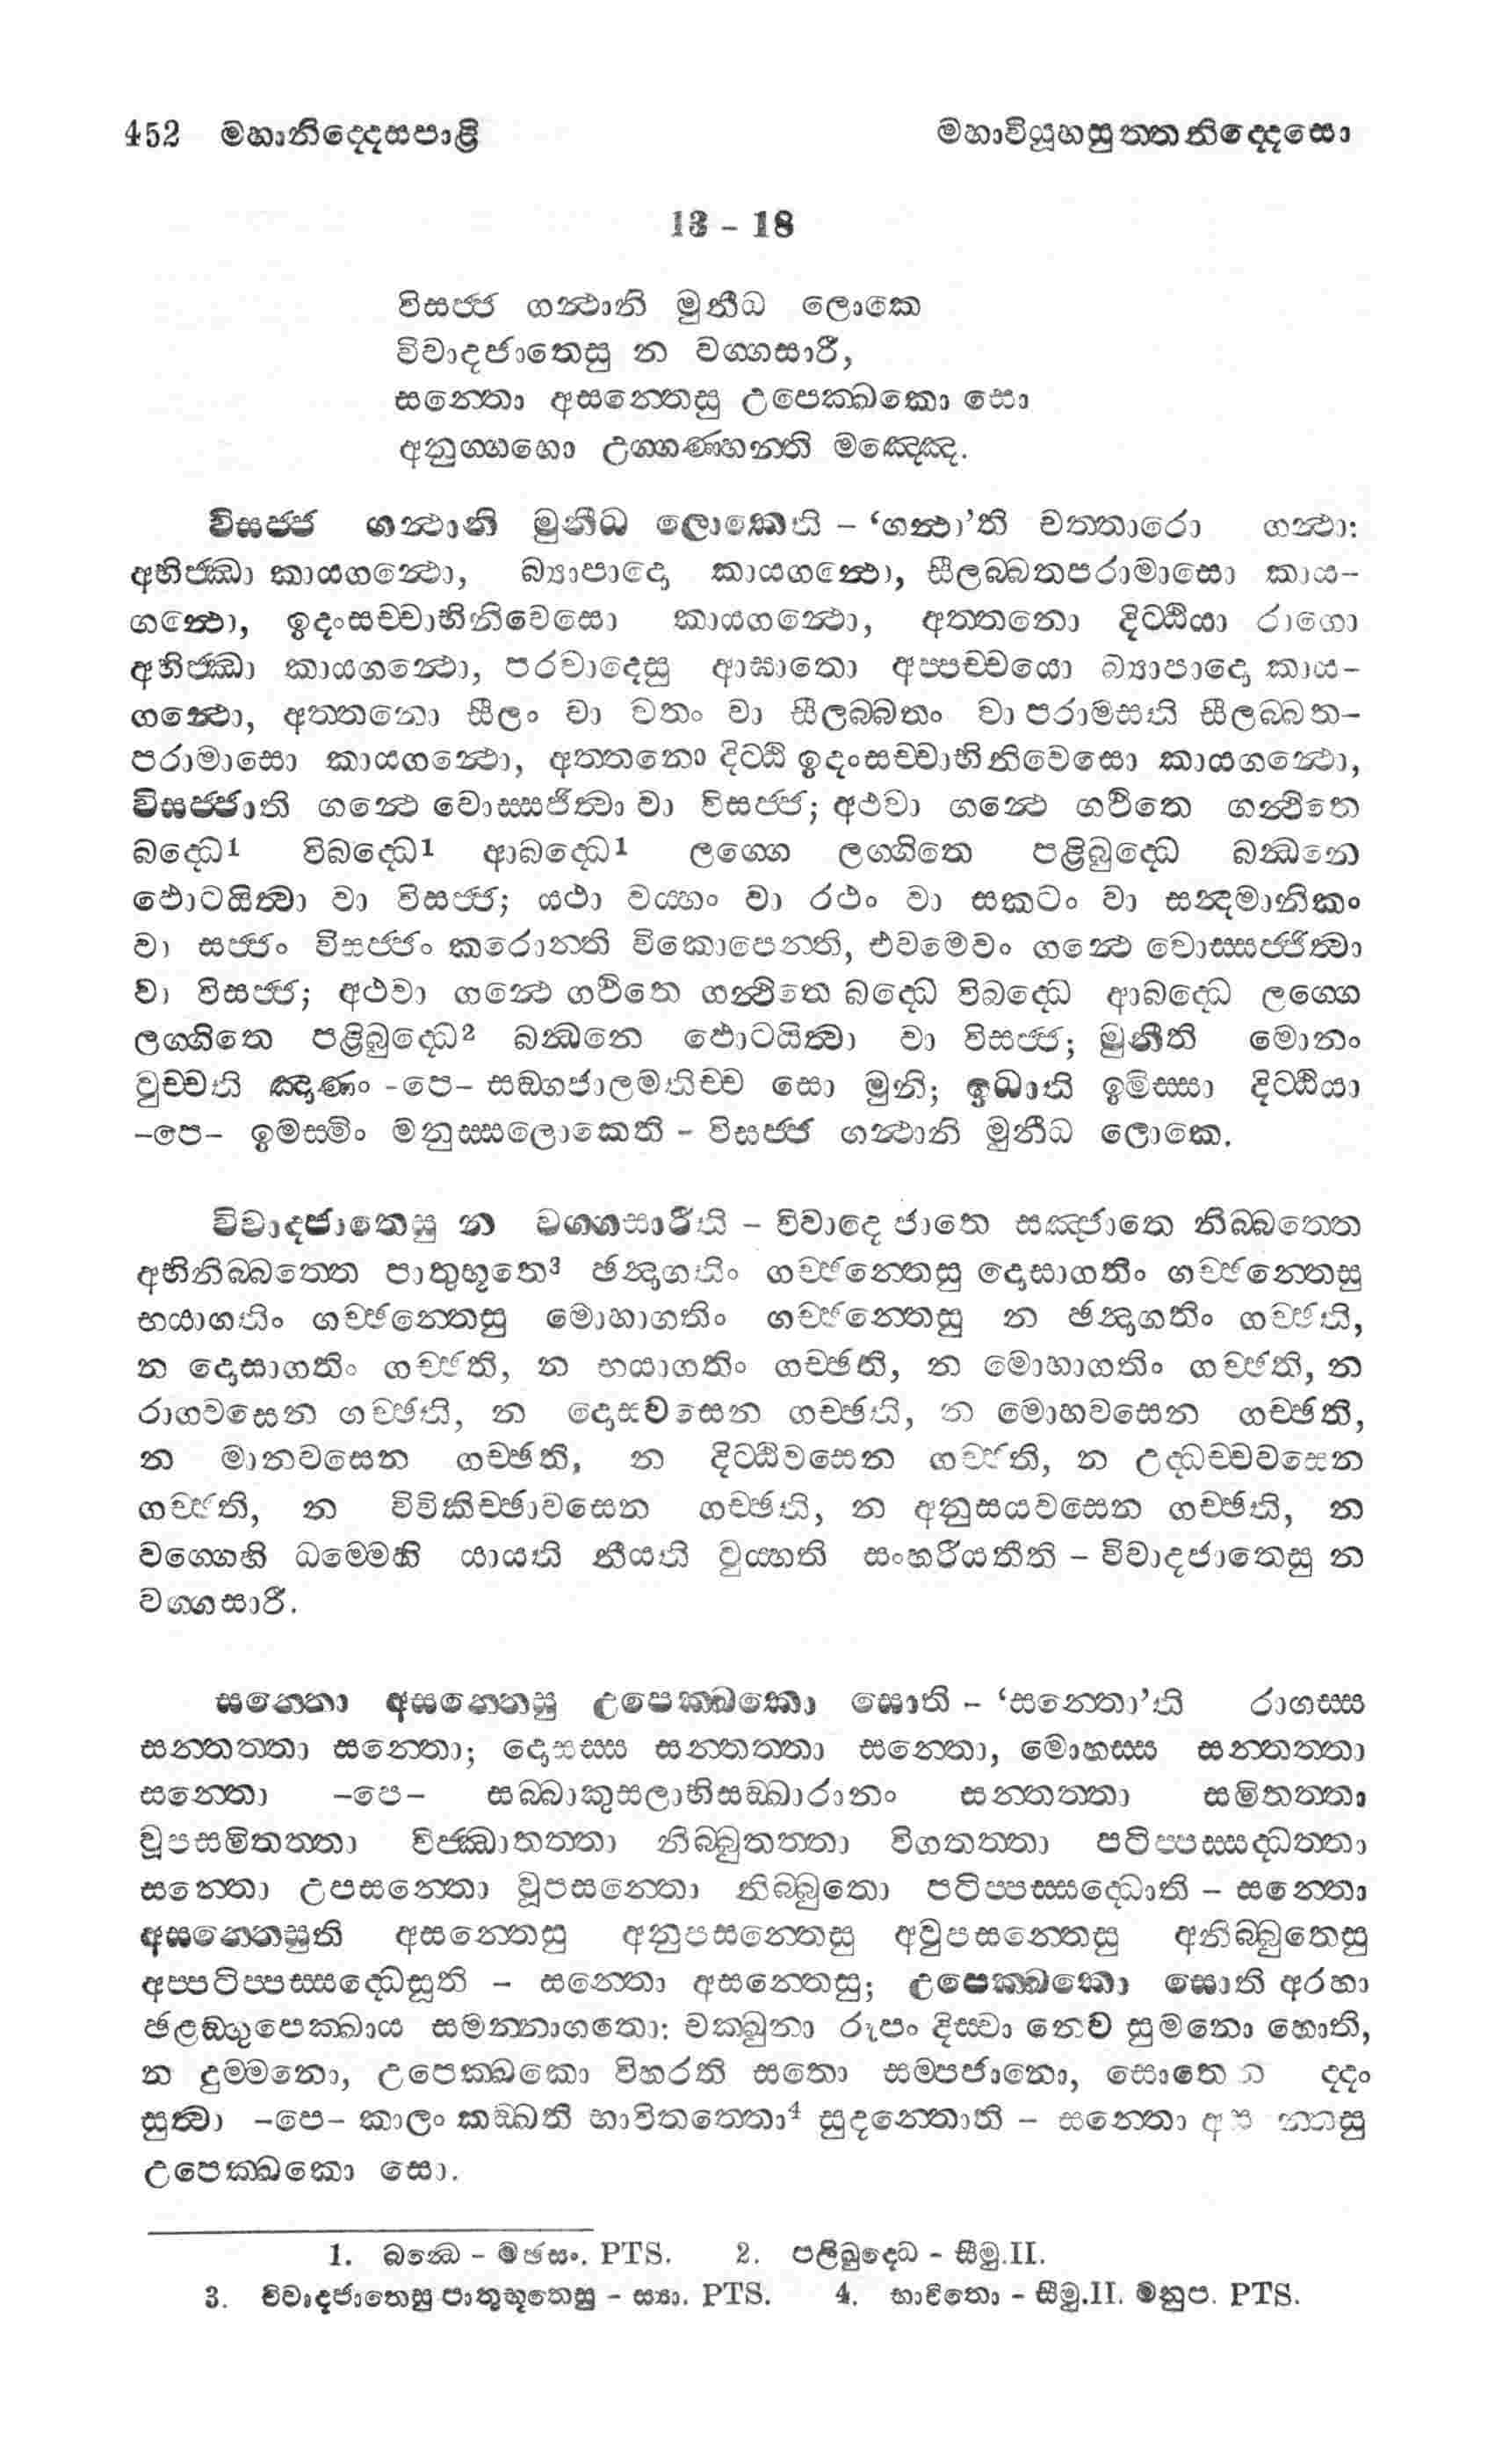 452 මහානිද්දෙසපාළි මහාවියූහසුත්තනිද්දෙසො
13 – 18
විසජ්ජ ගන්ථානි මුනීධ ලොකෙ
විවාදජාතෙසු න වග්ගසාරී,
සන්තො අසන්තෙසු උපෙක්ඛකො සො
අනුග්ගහො උග්ගණ්හන්ති මඤ්ඤෙ.
විසජ්ජ ගන්ථානි මුනීධ ලොකෙති – ‘ගන්ථා’ති චත්තාරො ගන්ථා:
අභිජ්ඣා කායගන්ථො, බ්‍යාපාදො කායගන්ථො, සීලබ්බතපරාමාසො කාය-
ගන්ථො, ඉදංසච්චාභිනිවෙසො කායගන්ථො, අත්තනො දිට්ඨියා රාගො
අභිජ්ඣා කායගන්ථො, පරවාදෙසු ආඝාතො අප්පච්චයො බ්‍යාපාදො කාය-
ගන්ථො, අත්තනො සීලං වා වතං වා සීලබ්බතං වා පරාමසති සීලබ්බත-
පරාමාසො කායගන්ථො, අත්තනො දිට්ඨි ඉදංසච්චාභිනිවෙසො කායගන්ථො,
විසජ්ජාති ගන්ථෙ වොස්සජිත්වා වා විසජ්ජ; අථවා ගන්ථෙ ගථිතෙ ගන්ථිතෙ
බද්ධෙ1 විබද්ධෙ1 ආබද්ධෙ1 ලග්ගෙ ලග්ගිතෙ පළිබුද්ධෙ බන්ධනෙ
ඵොටයිත්වා වා විසජ්ජ; යථා වය්හං වා රථං වා සකටං වා සන්දමානිකං
වා සජ්ජං විසජ්ජං කරොන්ති විකොපෙන්ති, එවමෙවං ගන්ථෙ වොස්සජ්ජිත්වා
වා විසජ්ජ; අථවා ගන්ථෙ ගථිතෙ ගන්ථිතෙ බද්ධෙ විබද්ධෙ ආබද්ධෙ ලග්ගෙ
ලග්ගිතෙ පළිබුද්ධෙ2 බන්ධනෙ ඵොටයිත්වා වා විසජ්ජ; මුනීති මොනං
වුච්චති ඤාණං -පෙ- සඞ්ගජාලමතිච්ච සො මුනි; ඉධාති ඉමිස්සා දිට්ඨියා
–පෙ– ඉමස්මිං මනුස්සලොකෙති – විසජ්ජ ගන්ථානි මුනීධ ලොකෙ.
විවාදජාතෙසු න වග්ගසාරීති – විවාදෙ ජාතෙ සඤ්ජාතෙ නිබ්බත්තෙ
අභිනිබ්බත්තෙ පාතුභූතෙ3 ඡන්දාගතිං ගච්ඡන්තෙසු දොසාගතිං ගච්ඡන්තෙසු
භයාගතිං ගච්ඡන්තෙසු මොහාගතිං ගච්ඡන්තෙසු න ඡන්දාගතිං ගච්ඡති,
න දොසාගතිං ගච්ඡති, න භයාගතිං ගච්ඡති, න මොහාගතිං ගච්ඡති, න
රාගවසෙන ගච්ඡති, න දොසවසෙන ගච්ඡති, න මොහවසෙන ගච්ඡති,
න මානවසෙන ගච්ඡති, න දිට්ඨිවසෙන ගච්ඡති, න උද්ධච්චවසෙන
ගච්ඡති, න විචිකිච්ඡාවසෙන ගච්ඡති, න අනුසයවසෙන ගච්ඡති, න
වග්ගෙහි ධම්මෙහි යායති නීයති වුය්හති සංහරීයතීති – විවාදජාතෙසු න
වග්ගසාරී.
සන්තො අසන්තෙසු උපෙක්ඛකො සොති – ‘සන්තො’ති රාගස්ස
සන්තත්තා සන්තො; දොසස්ස සන්තත්තා සන්තො, මොහස්ස සන්තත්තා
සන්තො –පෙ– සබ්බාකුසලාභිසඞ්ඛාරානං සන්තත්තා සමිතත්තා
වූපසමිතත්තා විජ්ඣාතත්තා නිබ්බුතත්තා විගතත්තා පටිප්පස්සද්ධත්තා
සන්තො උපසන්තො වූපසන්තො නිබ්බුතො පටිප්පස්සද්ධොති – සන්තො
අසන්තෙසුති අසන්තෙසු අනුපසන්තෙසු අවුපසන්තෙසු අනිබ්බුතෙසු
අප්පටිප්පස්සද්ධෙසූති – සන්තො අසන්තෙසු; උපෙක්ඛකො සොති අරහා
ඡළඞ්ගුපෙක්ඛාය සමන්නාගතො: චක්ඛුනා රූපං දිස්වා නෙව සුමනො හොති,
න දුම්මනො, උපෙක්ඛකො විහරති සතො සම්පජානො, සොතෙන
සුත්වා –පෙ– කාලං කඞ්ඛති භාවිතත්තො4 සුදන්තොති – සන්තො
උපෙක්ඛකො සො.
1. බන්ධෙ – මඡසං. PTS. 2. පලිබුද්ධෙ – සීමු.II.
3. විවාදජාතෙසු පාතුභූතෙසු – ස්‍යා. PTS. 4. භාවිතො – සීමු.II. මනුප. PTS.